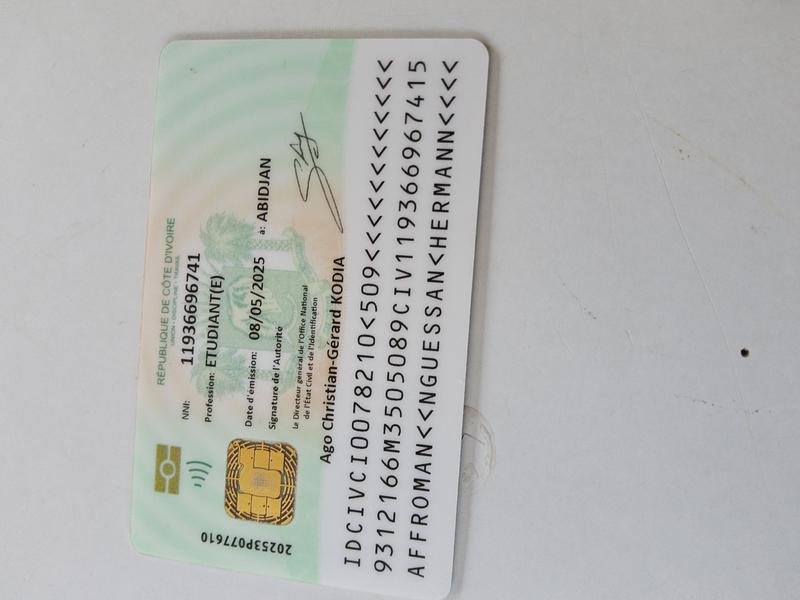 RÉPUBLIQUE DE CÔTE D'IVOIRE
UNION - DISCIPLINE - TRAVAIL
NNI: 11936696741
Profession: ETUDIANT(E)
Date d'émission: 08/05/2025 à: ABIDJAN
Signature de l'Autorité
Le Directeur général de l'Office National
de l'État Civil et de l'Identification
Ago Christian-Gérard KODIA
20253P077610
IDCIVCI0078210<509<<<<<<<<<<<<
9312166M3505089CIV119366967415
AFFROMAN<<NGUESSAN<HERMANN<<<<